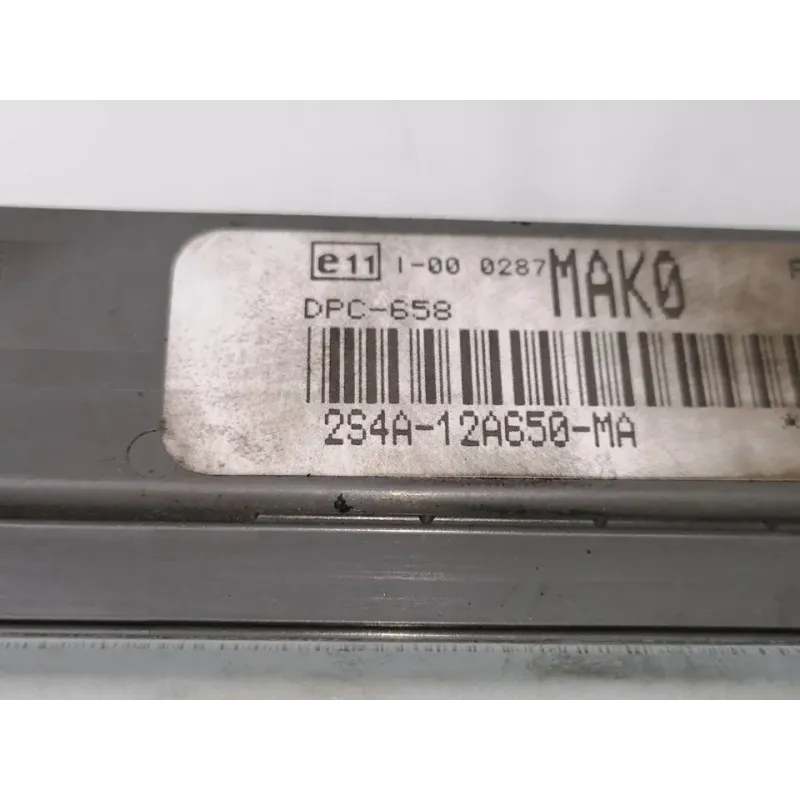 e11 I-00 0287 MAK0
DPC-658
2S4A-12A650-MA